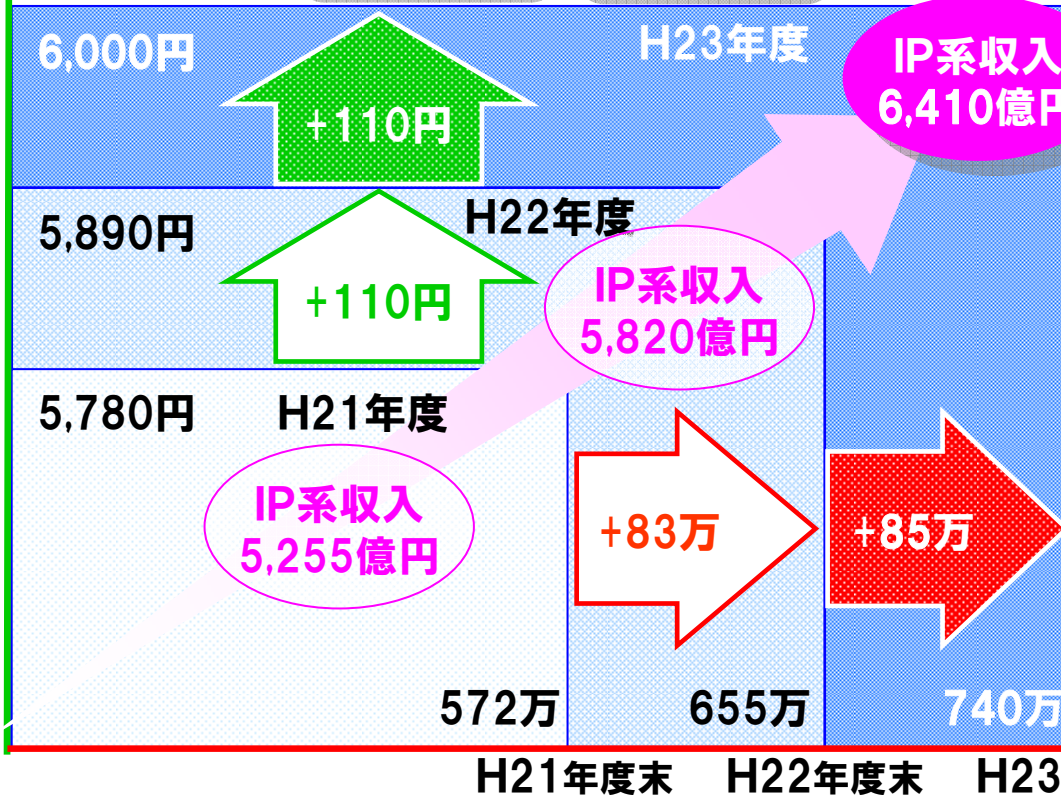 6,000円
H23年度
IP系収入
6,410億円
+110円
5,890円
H22年度
+110円
IP系収入
5,820億円
5,780円
H21年度
IP系収入
5,255億円
+83万
+85万
572万
655万
740万
H21年度末
H22年度末
H23